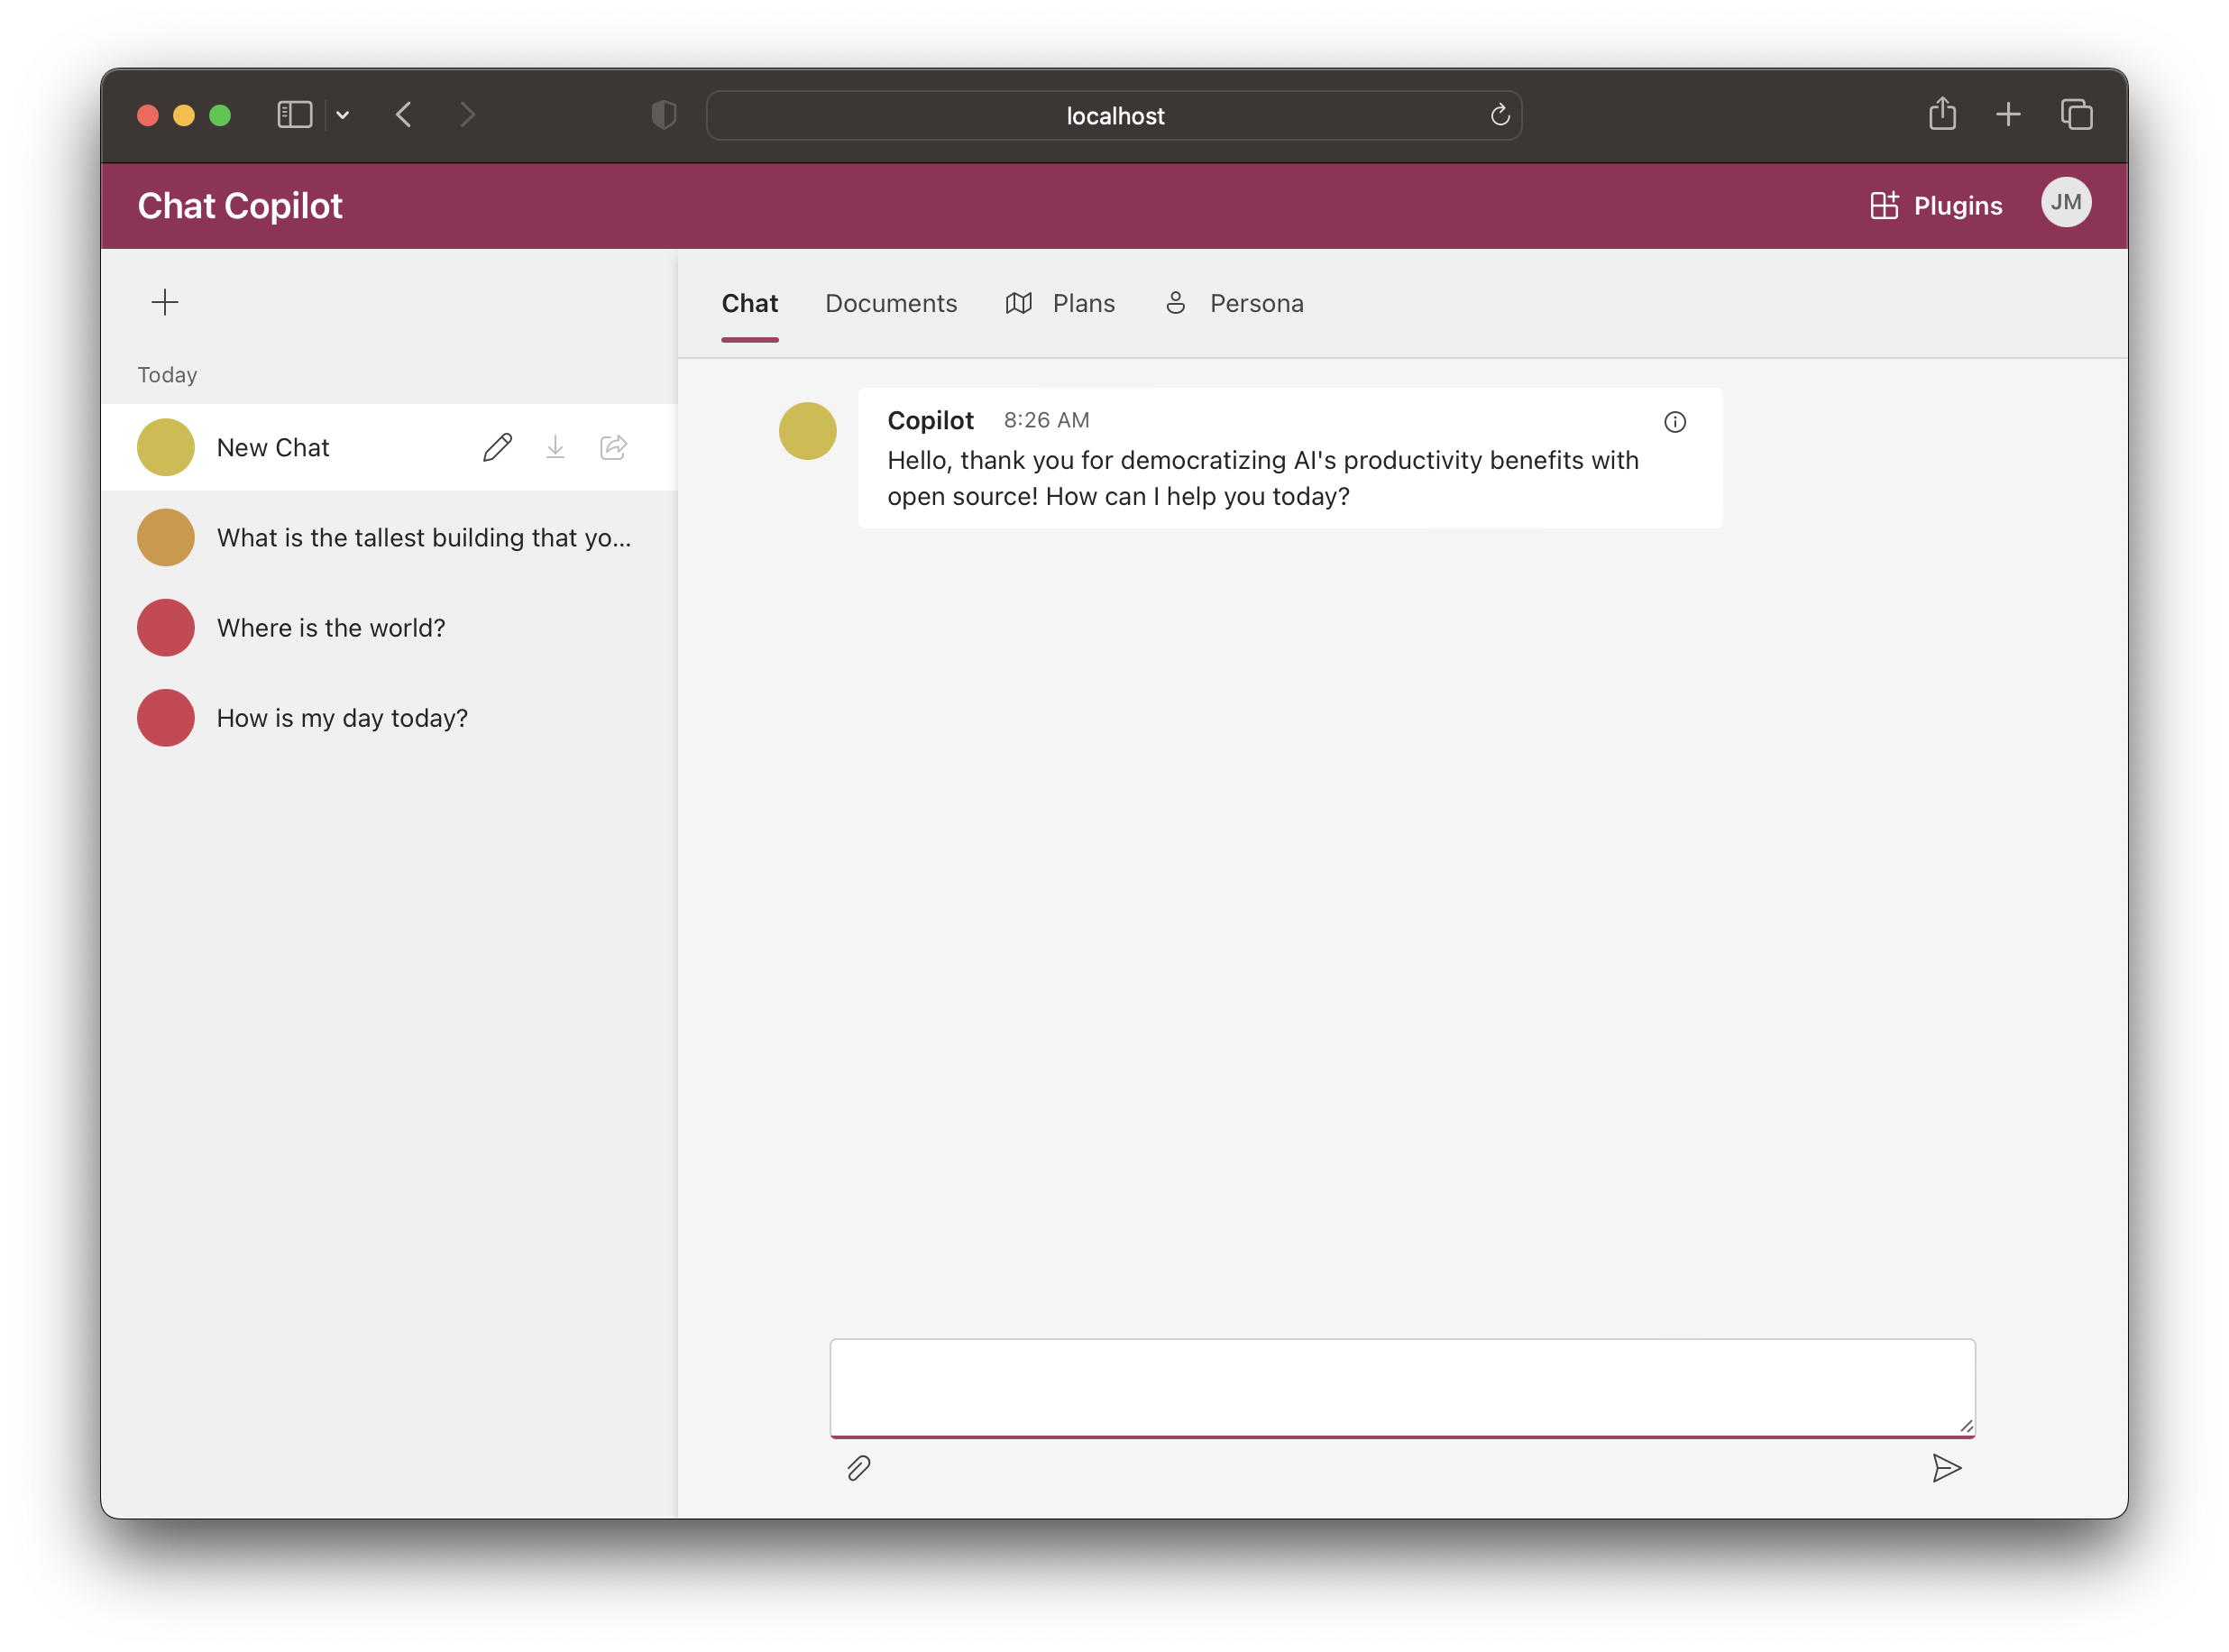 localhost
Chat Copilot
Plugins
JM
Today
New Chat
What is the tallest building that yo...
Where is the world?
How is my day today?
Chat
Documents
Plans
Persona
Copilot 8:26 AM
Hello, thank you for democratizing AI's productivity benefits with
open source! How can I help you today?